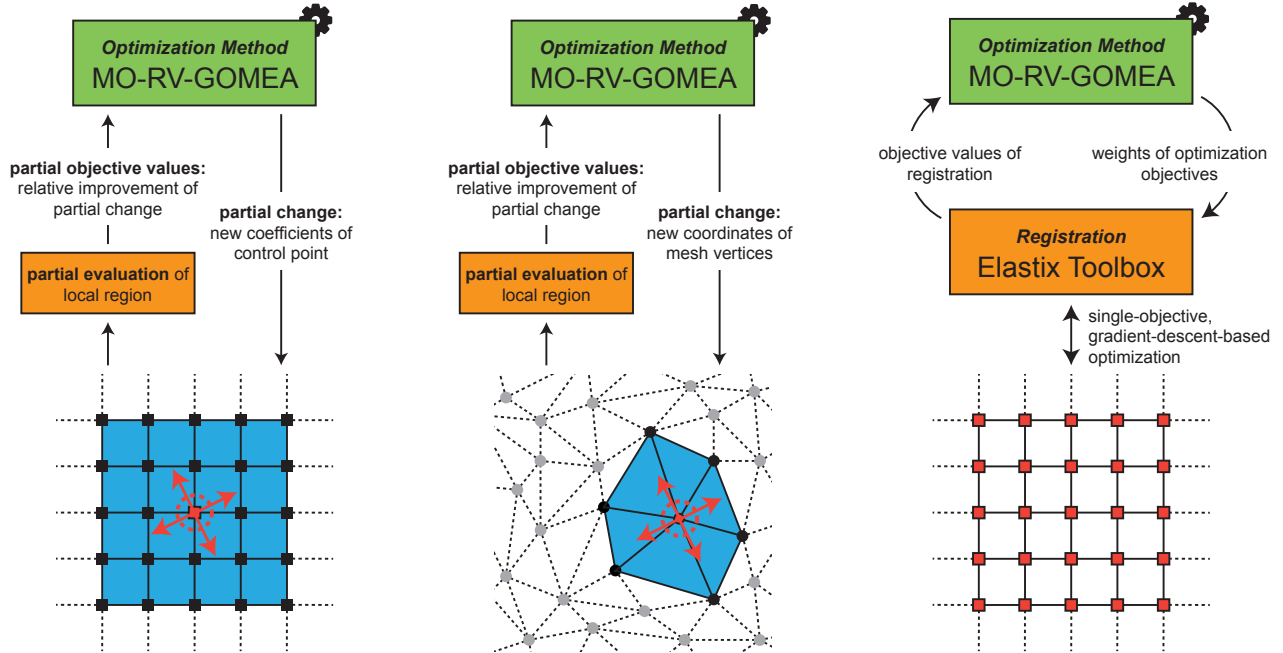 Optimization Method
MO-RV-GOMEA
partial objective values:
relative improvement of
partial change
partial change:
new coefficients of
control point
partial evaluation of
local region
Optimization Method
MO-RV-GOMEA
partial objective values:
relative improvement of
partial change
partial change:
new coordinates of
mesh vertices
partial evaluation of
local region
Optimization Method
MO-RV-GOMEA
objective values of
registration
weights of optimization
objectives
Registration
Elastix Toolbox
single-objective,
gradient-descent-based
optimization